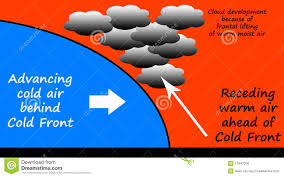 Cloud development
because of
frontal lifting
of warm moist air
Advancing
cold air
behind
Cold Front
Receding
warm air
ahead of
Cold Front